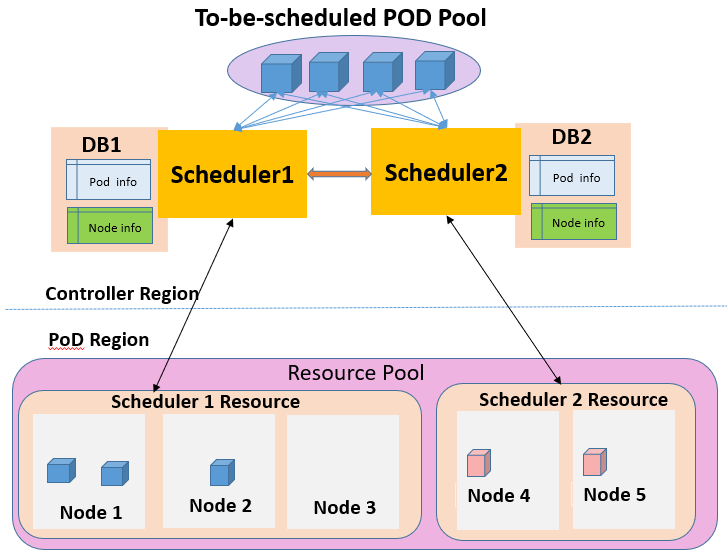 To-be-scheduled POD Pool
DB1
Pod info
Node info
Scheduler1
Scheduler2
DB2
Pod info
Node info
Controller Region
PoD Region
Resource Pool
Scheduler 1 Resource
Node 1
Node 2
Node 3
Scheduler 2 Resource
Node 4
Node 5